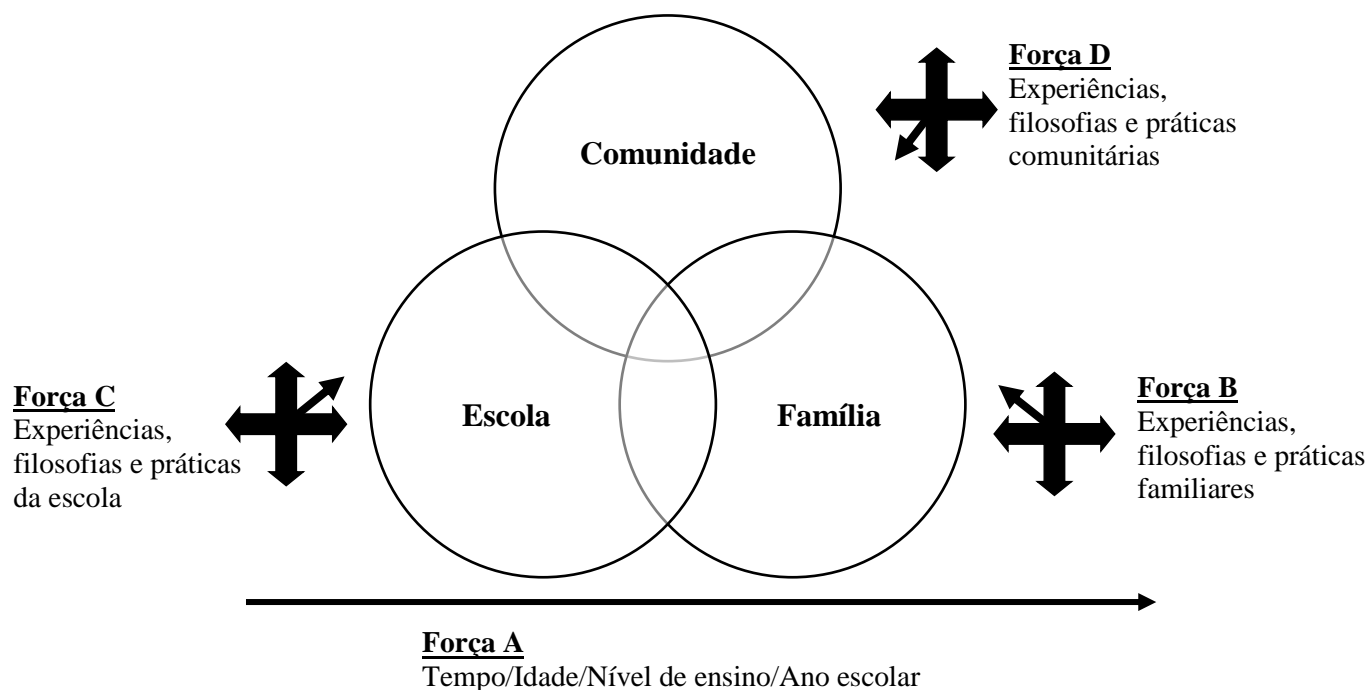 Força D
Experiências,
filosofias e práticas
comunitárias
Comunidade
Força C
Experiências,
filosofias e práticas
da escola
Escola
Família
Força B
Experiências,
filosofias e práticas
familiares
Força A
Tempo/Idade/Nível de ensino/Ano escolar